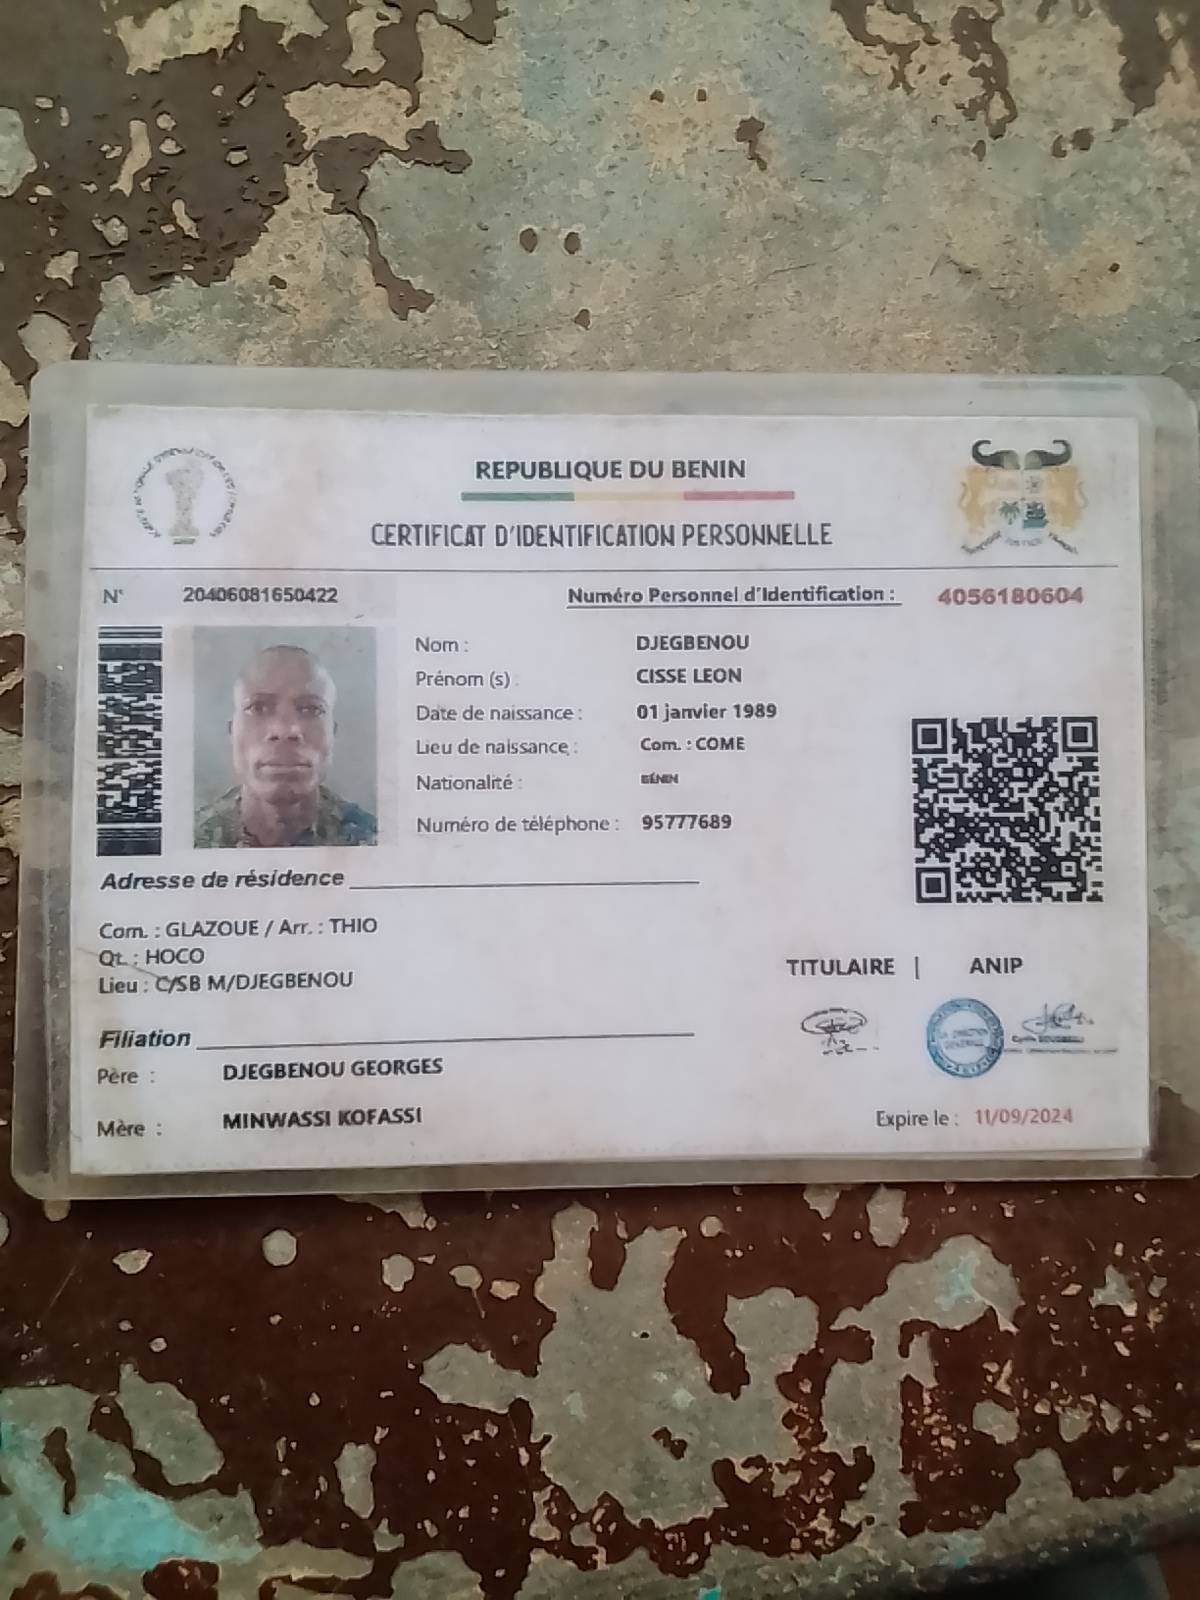 REPUBLIQUE DU BENIN
CERTIFICAT D'IDENTIFICATION PERSONNELLE
N° 20406081650422 Numéro Personnel d'Identification : 4056180604
Nom : DJEGBENOU
Prénom (s) : CISSE LEON
Date de naissance : 01 janvier 1989
Lieu de naissance : Com. : COME
Nationalité : BÉNIN
Numéro de téléphone : 95777689
Adresse de résidence
Com. : GLAZOUE / Arr. : THIO
Qt. : HOCO
Lieu : C/SB M/DJEGBENOU
TITULAIRE | ANIP
Filiation
Père : DJEGBENOU GEORGES
Mère : MINWASSI KOFASSI
Expire le : 11/09/2024